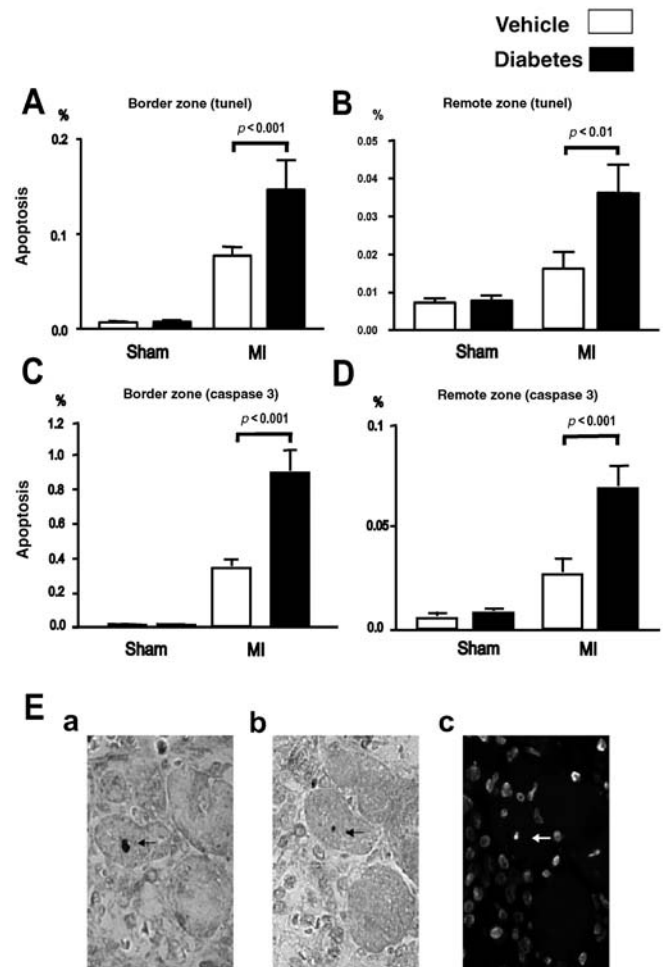 Vehicle
Diabetes
A
Border zone (tunel)
%
p<0.001
0.2
0.1
0.0
Apoptosis
Sham MI
B
Remote zone (tunel)
%
p<0.01
0.05
0.04
0.03
0.02
0.01
0.00
Sham MI
C
Border zone (caspase 3)
%
p<0.001
1.2
1.0
0.8
0.6
0.4
0.2
0.0
Apoptosis
Sham MI
D
Remote zone (caspase 3)
%
p<0.001
0.1
0.05
0.0
Sham MI
E
a b c